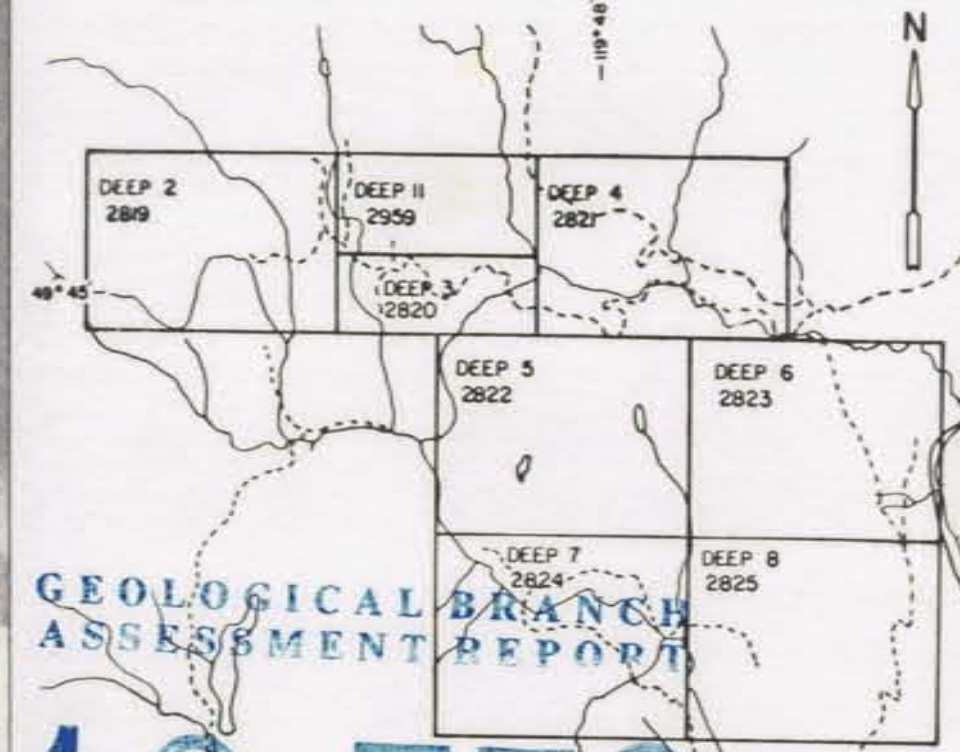 119° 48
N
DEEP 2
2819
DEEP 11
2959
DEEP 4
2821
49° 45
DEEP 3
2820
DEEP 5
2822
DEEP 6
2823
DEEP 7
2824
DEEP 8
2825
GEOLOGICAL BRANCH
ASSESSMENT REPORT